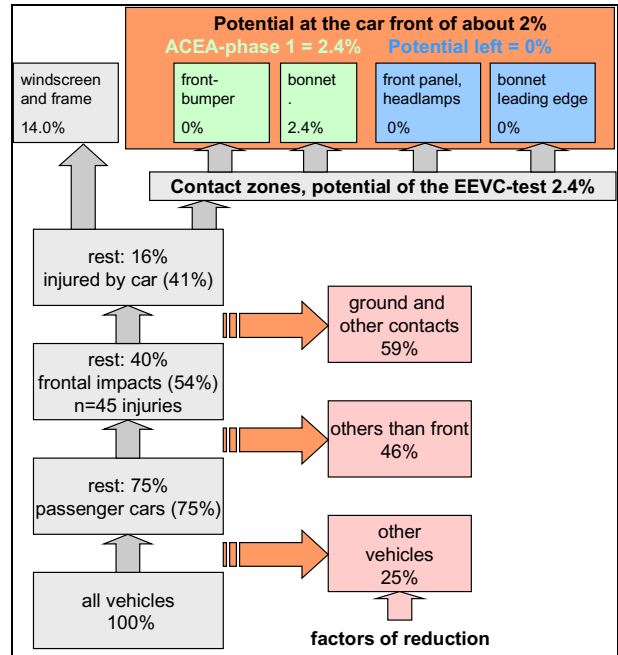 Potential at the car front of about 2%
ACEA-phase 1 = 2.4% Potential left = 0%
windscreen
and frame
14.0%
front-
bumper
0%
bonnet
.
2.4%
front panel,
headlamps
0%
bonnet
leading edge
0%
Contact zones, potential of the EEVC-test 2.4%
rest: 16%
injured by car (41%)
ground and
other contacts
59%
rest: 40%
frontal impacts (54%)
n=45 injuries
others than front
46%
rest: 75%
passenger cars (75%)
other
vehicles
25%
all vehicles
100%
factors of reduction